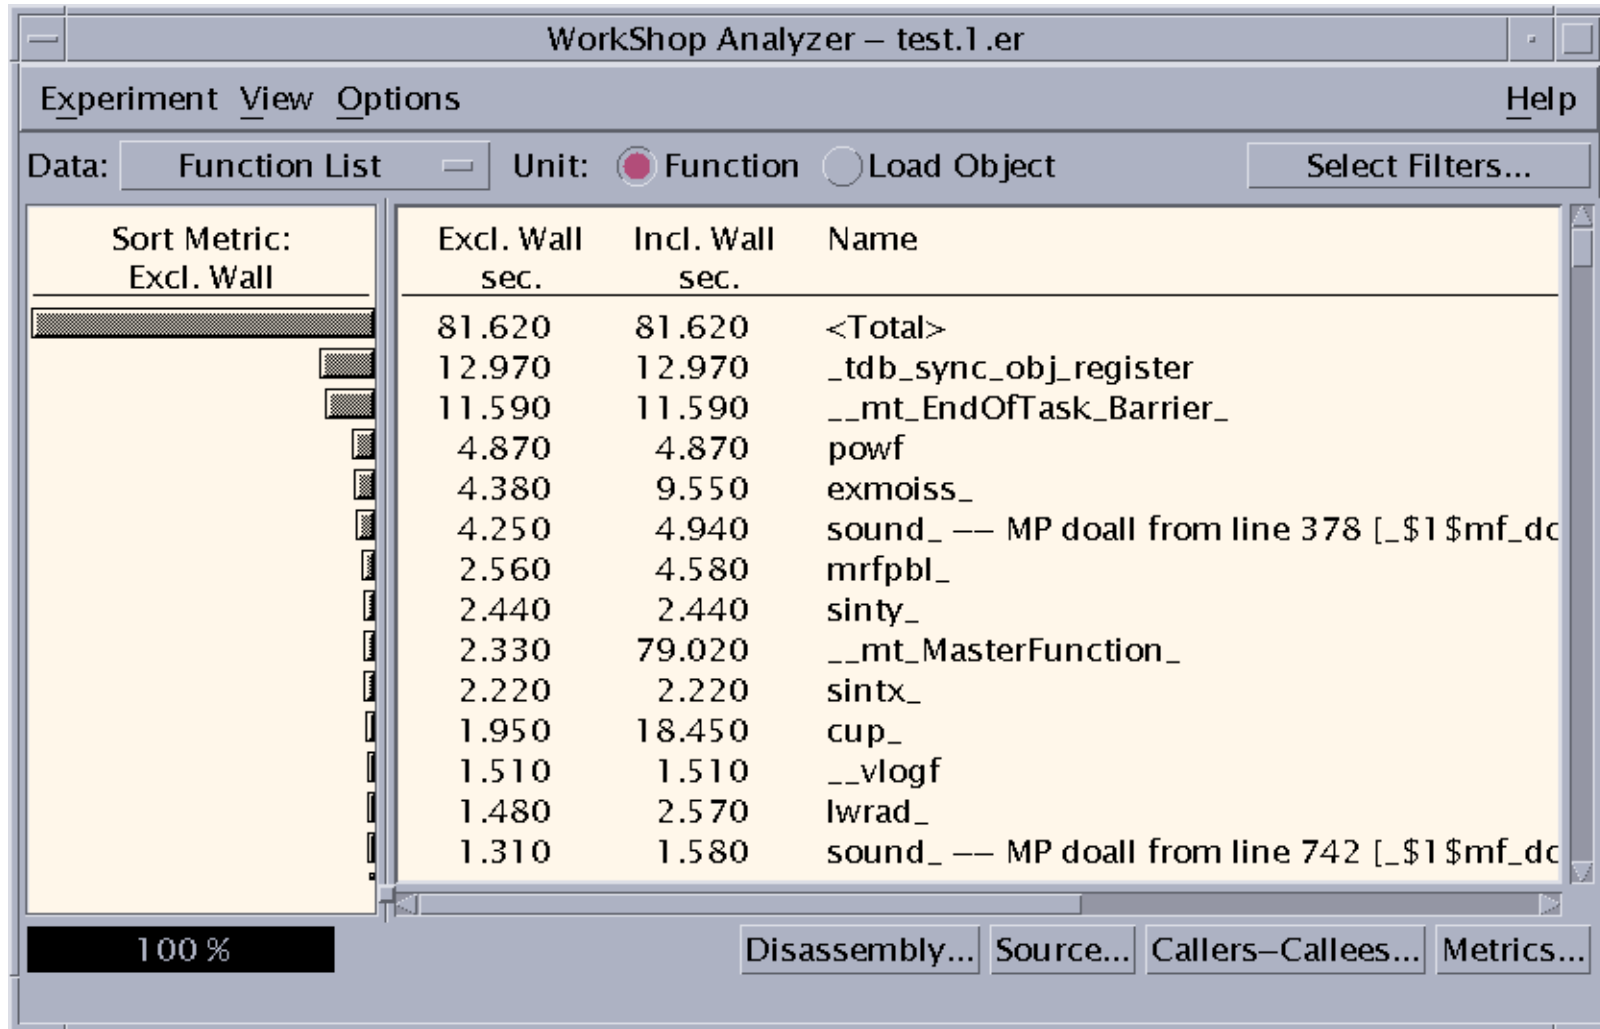 WorkShop Analyzer – test.1.er
Experiment View Options Help
Data: Function List Unit: Function Load Object Select Filters...
Sort Metric:
Excl. Wall
Excl. Wall Incl. Wall Name
sec. sec.
81.620 81.620 <Total>
12.970 12.970 _tdb_sync_obj_register
11.590 11.590 __mt_EndOfTask_Barrier_
4.870 4.870 powf
4.380 9.550 exmoiss_
4.250 4.940 sound_ –– MP doall from line 378 [_$1$mf_dc
2.560 4.580 mrfpbl_
2.440 2.440 sinty_
2.330 79.020 __mt_MasterFunction_
2.220 2.220 sintx_
1.950 18.450 cup_
1.510 1.510 __vlogf
1.480 2.570 lwrad_
1.310 1.580 sound_ –– MP doall from line 742 [_$1$mf_dc
100 % Disassembly... Source... Callers–Callees... Metrics...